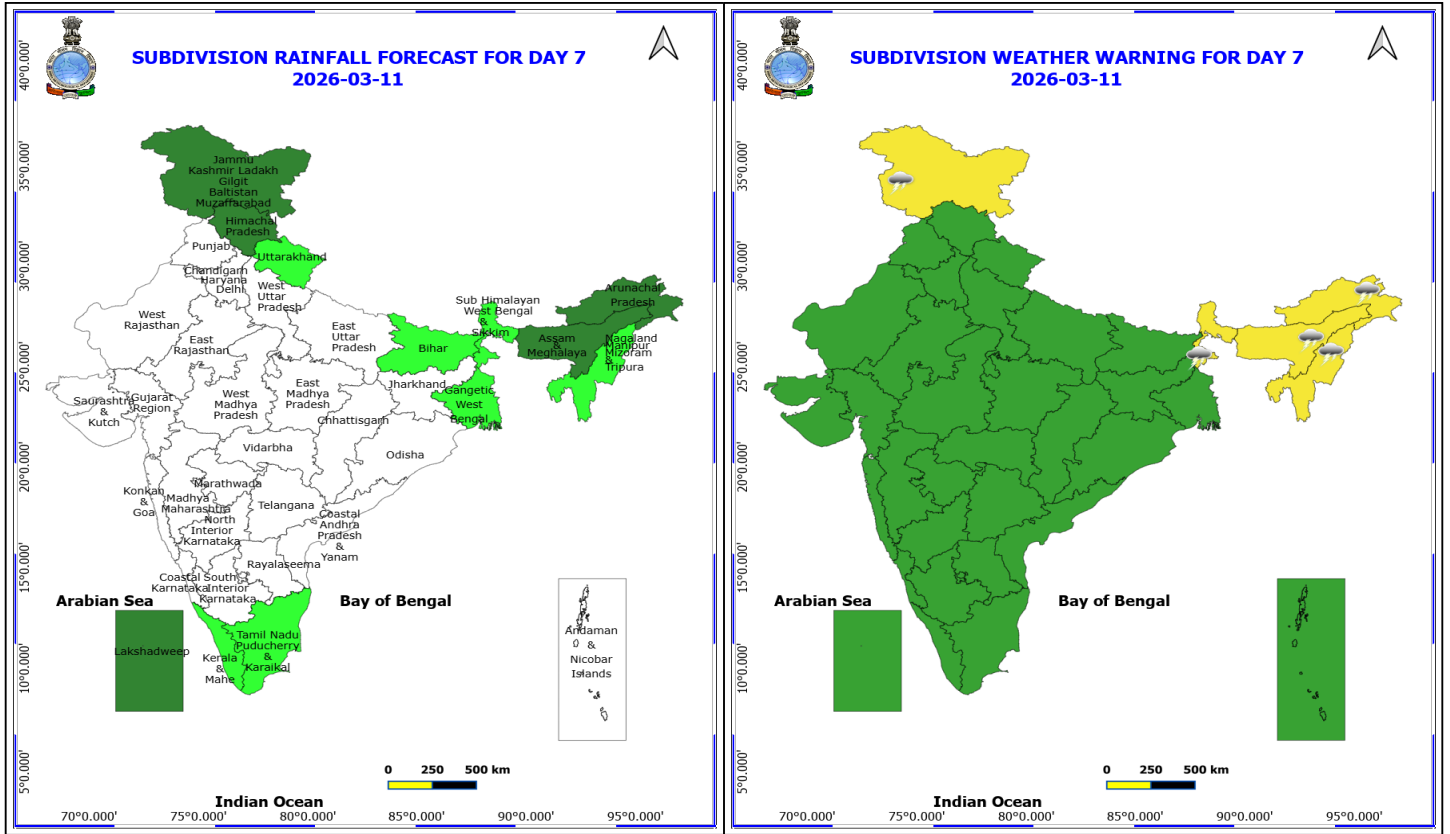 SUBDIVISION RAINFALL FORECAST FOR DAY 7
2026-03-11
40°0.000'
35°0.000'
30°0.000'
25°0.000'
20°0.000'
15°0.000'
10°0.000'
5°0.000'
Jammu
Kashmir Ladakh
Gilgit
Baltistan
Muzaffarabad
Himachal
Pradesh
Punjab
Uttarakhand
Chandigarh
Haryana
Delhi
West
Uttar
Pradesh
West
Rajasthan
East
Rajasthan
East
Uttar
Pradesh
Sub Himalayan
West Bengal
&
Sikkim
Arunachal
Pradesh
Assam
&
Meghalaya
Nagaland
Manipur
Mizoram
&
Tripura
Bihar
Jharkhand
Gangetic
West
Bengal
Saurashtra
&
Kutch
Gujarat
Region
West
Madhya
Pradesh
East
Madhya
Pradesh
Chhattisgarh
Odisha
Vidarbha
Konkan
&
Goa
Marathwada
Madhya
Maharashtra
North
Interior
Karnataka
Telangana
Coastal
Andhra
Pradesh
&
Yanam
Rayalaseema
Coastal
Karnataka
South
Interior
Karnataka
Arabian Sea
Bay of Bengal
Lakshadweep
Kerala
&
Mahe
Tamil Nadu
Puducherry
&
Karaikal
Andaman
&
Nicobar
Islands
0 250 500 km
Indian Ocean
70°0.000' 75°0.000' 80°0.000' 85°0.000' 90°0.000' 95°0.000'
SUBDIVISION WEATHER WARNING FOR DAY 7
2026-03-11
40°0.000'
35°0.000'
30°0.000'
25°0.000'
20°0.000'
15°0.000'
10°0.000'
5°0.000'
Arabian Sea
Bay of Bengal
0 250 500 km
Indian Ocean
70°0.000' 75°0.000' 80°0.000' 85°0.000' 90°0.000' 95°0.000'